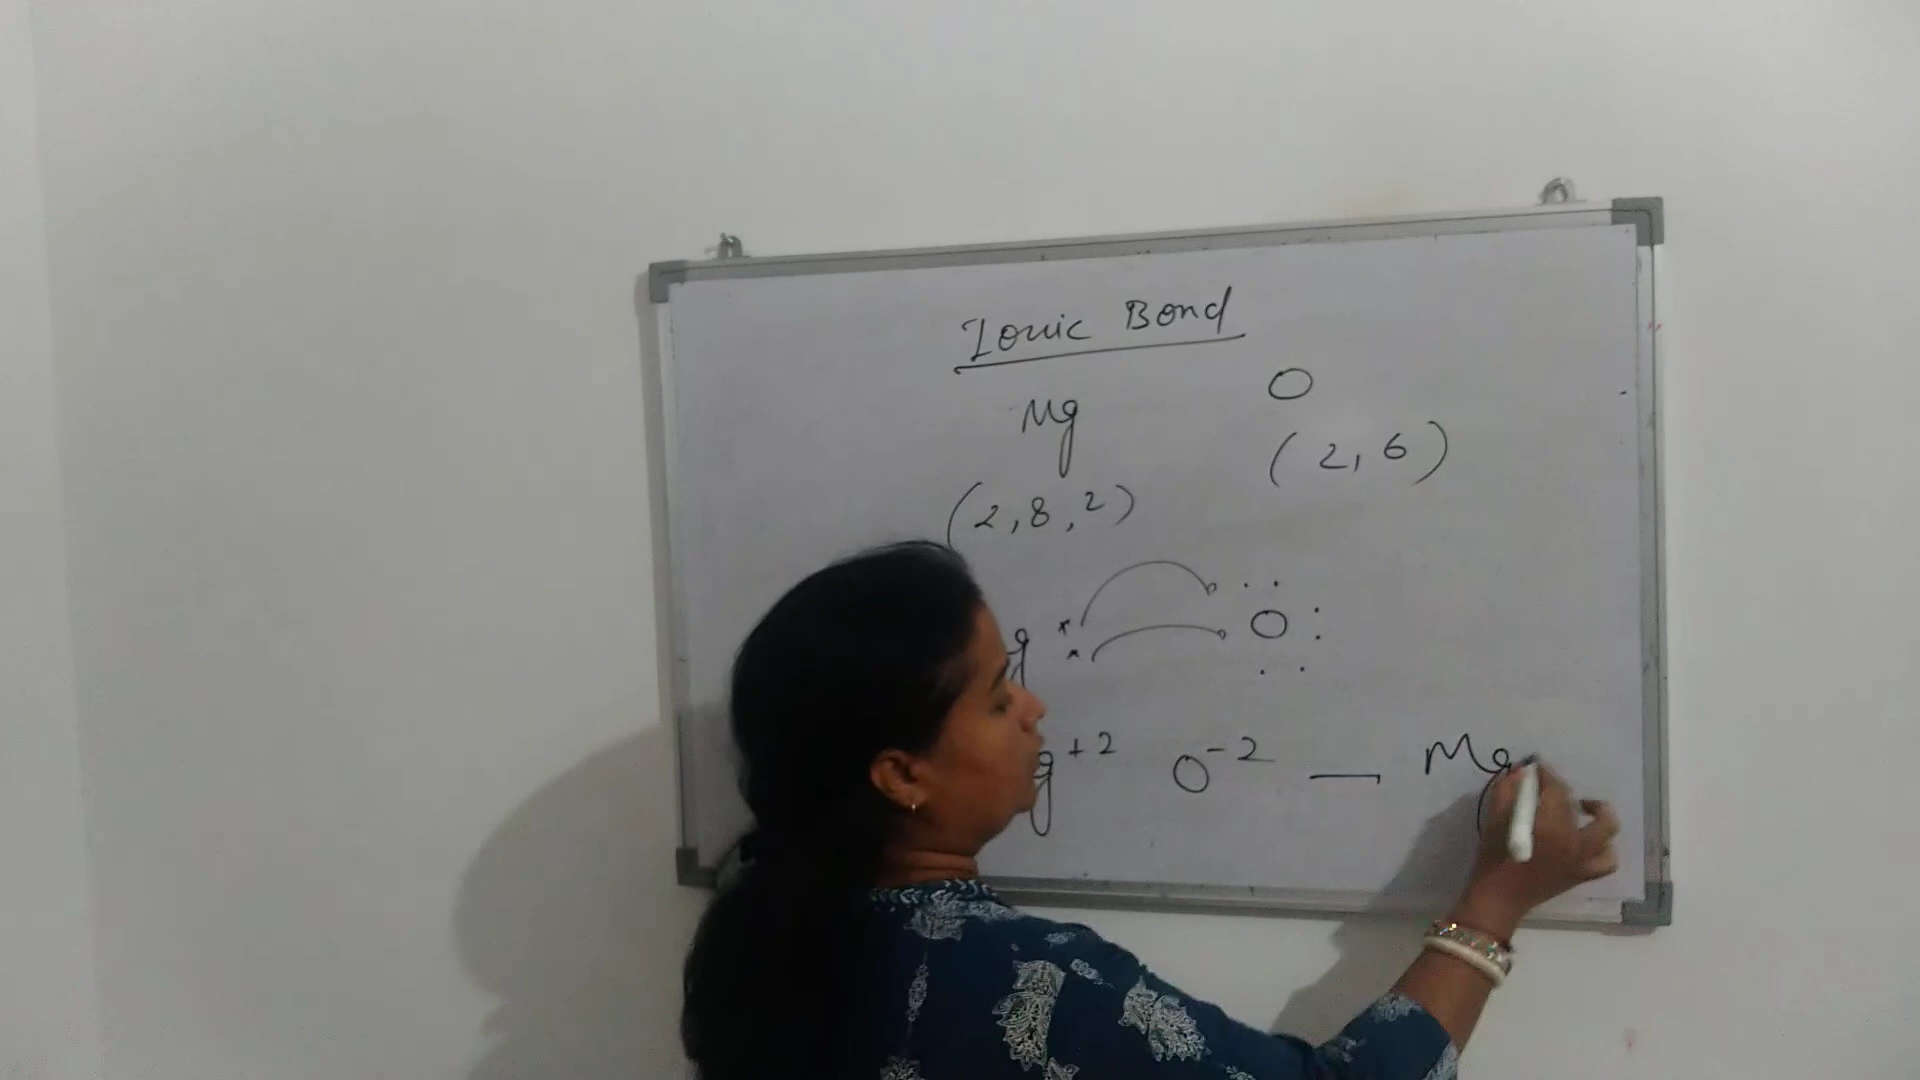 Ionic Bond
Mg O
(2,8,2) (2,6)
g O
g+2 O-2 — Mg